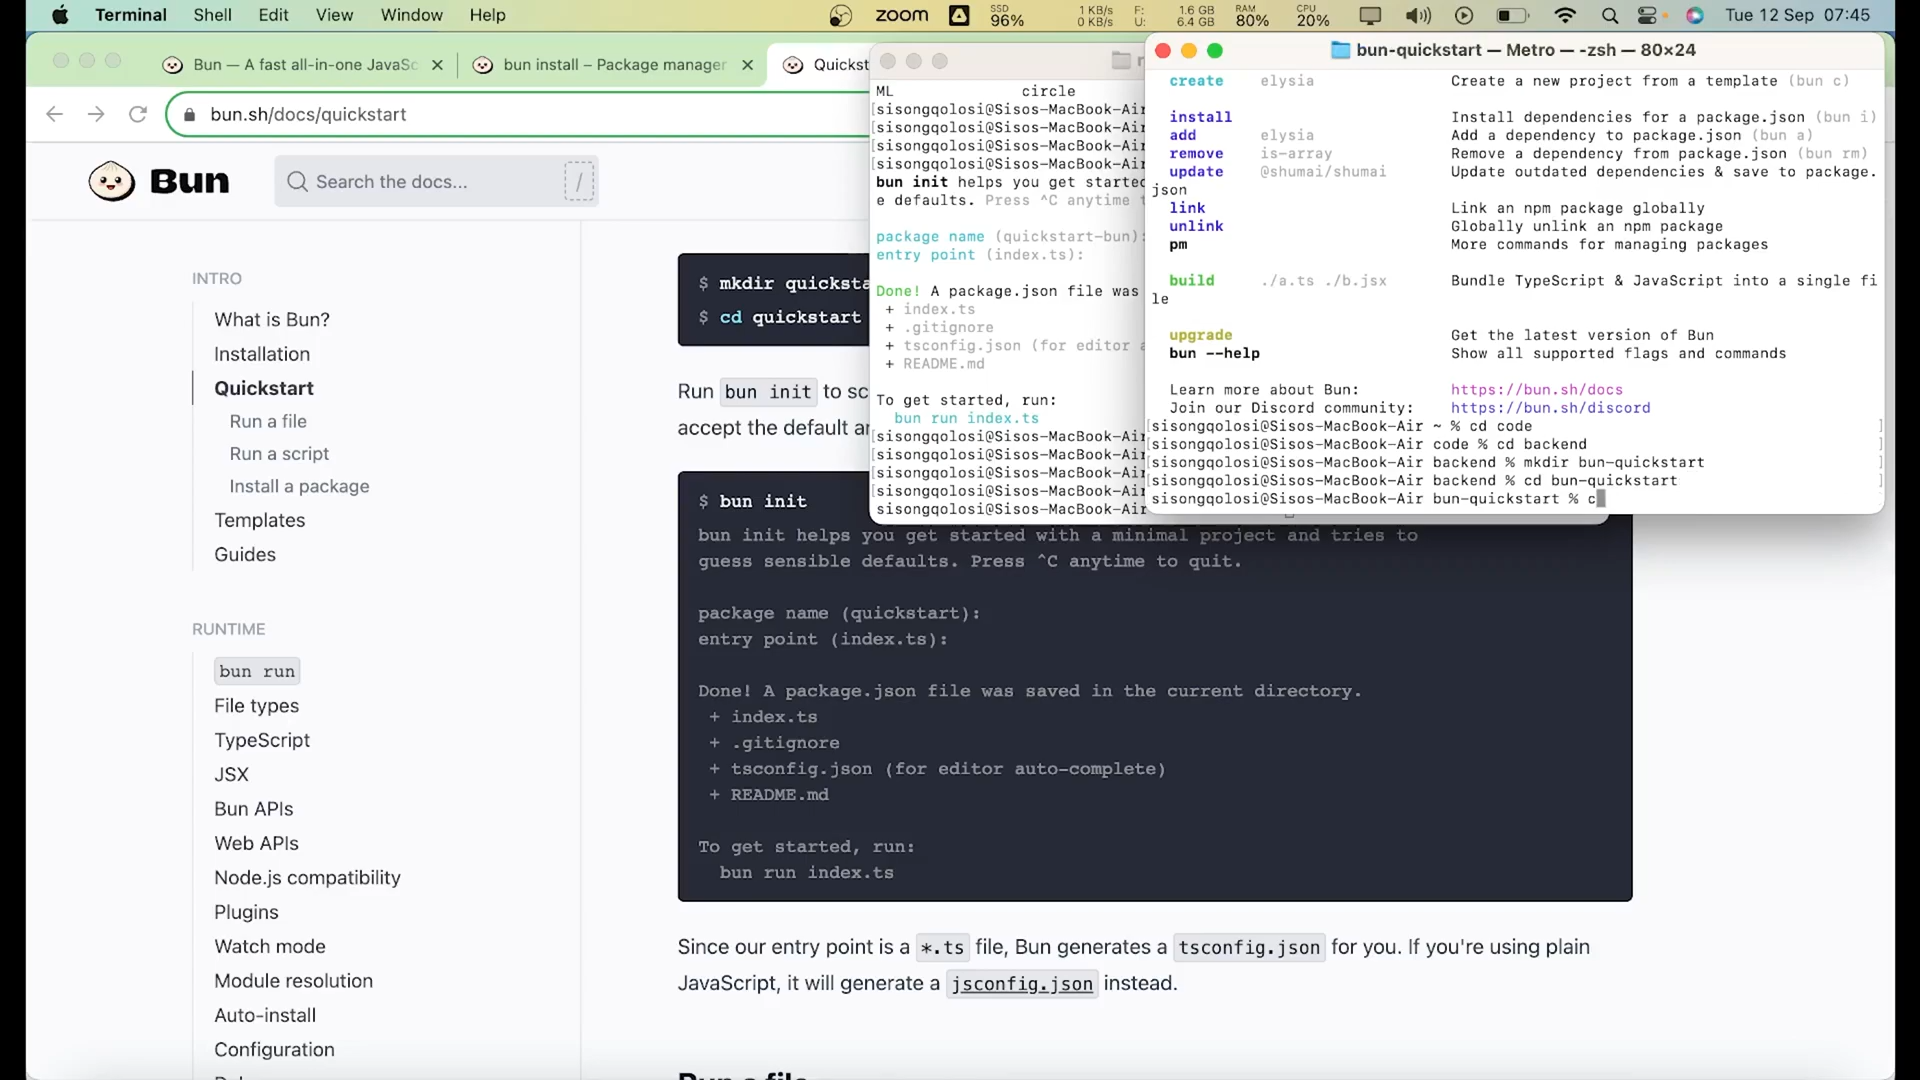 Terminal Shell Edit View Window Help zoom SSD 96% 1 KB/s 0 KB/s F: U: 1.6 GB 6.4 GB RAM 80% CPU 20% Tue 12 Sep 07:45
Bun — A fast all-in-one JavaSc
bun install – Package manager
Quickst
bun.sh/docs/quickstart
Bun
Search the docs... /
INTRO
What is Bun?
Installation
Quickstart
Run a file
Run a script
Install a package
Templates
Guides
RUNTIME
bun run
File types
TypeScript
JSX
Bun APIs
Web APIs
Node.js compatibility
Plugins
Watch mode
Module resolution
Auto-install
Configuration
$ mkdir quicksta
$ cd quickstart
Run bun init to sc
accept the default a
$ bun init
bun init helps you get started with a minimal project and tries to
guess sensible defaults. Press ^C anytime to quit.
package name (quickstart):
entry point (index.ts):
Done! A package.json file was saved in the current directory.
+ index.ts
+ .gitignore
+ tsconfig.json (for editor auto-complete)
+ README.md
To get started, run:
bun run index.ts
Since our entry point is a *.ts file, Bun generates a tsconfig.json for you. If you're using plain
JavaScript, it will generate a jsconfig.json instead.
Run a file
ML circle
[sisongqolosi@Sisos-MacBook-Air
[sisongqolosi@Sisos-MacBook-Air
[sisongqolosi@Sisos-MacBook-Air
[sisongqolosi@Sisos-MacBook-Air
bun init helps you get started
e defaults. Press ^C anytime t
package name (quickstart-bun):
entry point (index.ts):
Done! A package.json file was
+ index.ts
+ .gitignore
+ tsconfig.json (for editor a
+ README.md
To get started, run:
bun run index.ts
[sisongqolosi@Sisos-MacBook-Air
[sisongqolosi@Sisos-MacBook-Air
[sisongqolosi@Sisos-MacBook-Air
[sisongqolosi@Sisos-MacBook-Air
sisongqolosi@Sisos-MacBook-Air
bun-quickstart — Metro — -zsh — 80×24
create elysia Create a new project from a template (bun c)
install Install dependencies for a package.json (bun i)
add elysia Add a dependency to package.json (bun a)
remove is-array Remove a dependency from package.json (bun rm)
update @shumai/shumai Update outdated dependencies & save to package.
json
link Link an npm package globally
unlink Globally unlink an npm package
pm More commands for managing packages
build ./a.ts ./b.jsx Bundle TypeScript & JavaScript into a single fi
le
upgrade Get the latest version of Bun
bun --help Show all supported flags and commands
Learn more about Bun: https://bun.sh/docs
Join our Discord community: https://bun.sh/discord
[sisongqolosi@Sisos-MacBook-Air ~ % cd code ]
[sisongqolosi@Sisos-MacBook-Air code % cd backend ]
[sisongqolosi@Sisos-MacBook-Air backend % mkdir bun-quickstart ]
[sisongqolosi@Sisos-MacBook-Air backend % cd bun-quickstart ]
sisongqolosi@Sisos-MacBook-Air bun-quickstart % c